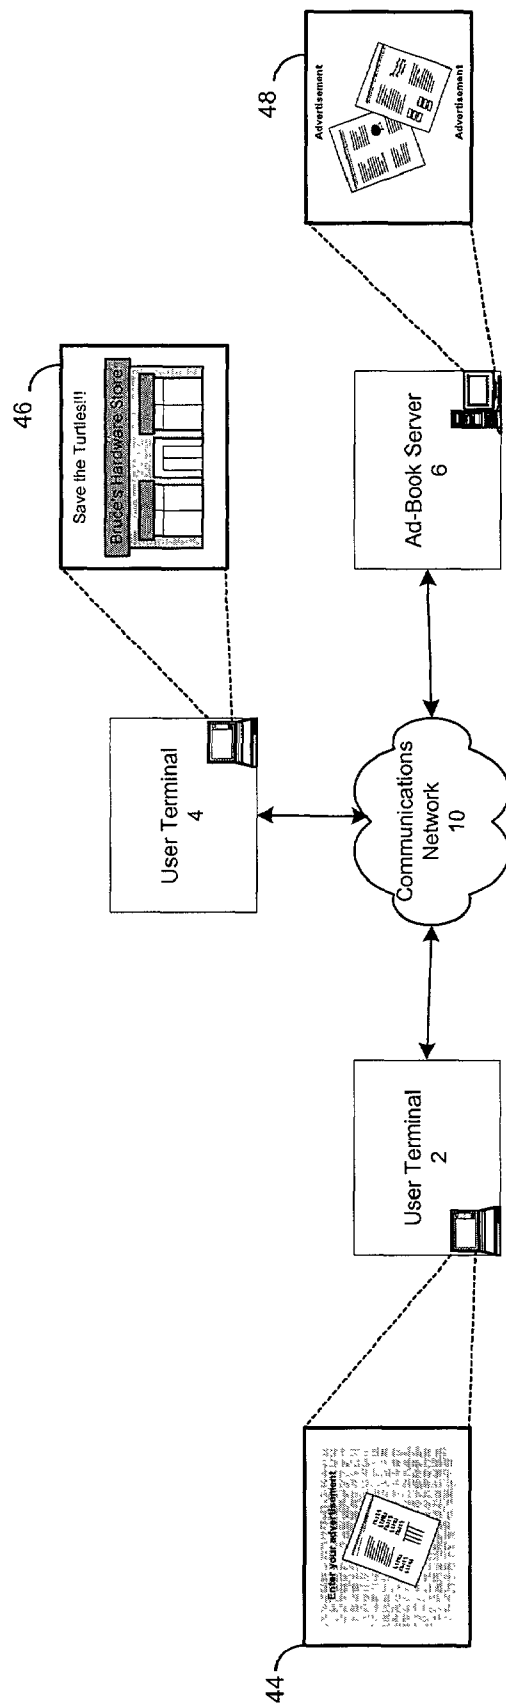 46
Save the Turtles!!!
Bruce's Hardware Store
User Terminal
4
48
Advertisement
Advertisement
44
Enter your advertisement
User Terminal
2
Communications
Network
10
Ad-Book Server
6